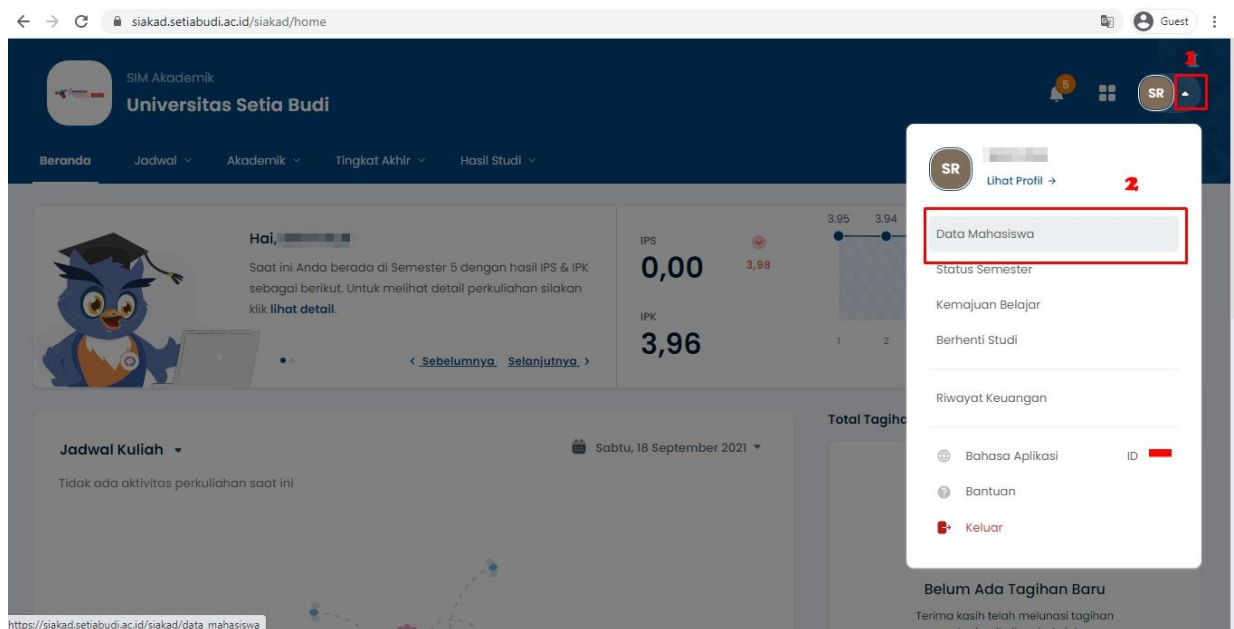 siakad.setiabudi.ac.id/siakad/home
Guest
1
SIM Akademik
Universitas Setia Budi
5
SR
Beranda
Jadwal
Akademik
Tingkat Akhir
Hasil Studi
SR
Lihat Profil →
2
Data Mahasiswa
Status Semester
Kemajuan Belajar
Berhenti Studi
Riwayat Keuangan
Bahasa Aplikasi
ID
Bantuan
Keluar
Hai,
Saat ini Anda berada di Semester 5 dengan hasil IPS & IPK
sebagai berikut. Untuk melihat detail perkuliahan silakan
klik lihat detail.
< Sebelumnya Selanjutnya >
IPS
0,00
3,98
IPK
3,96
3.95 3.94
1 2
Jadwal Kuliah
Sabtu, 18 September 2021
Tidak ada aktivitas perkuliahan saat ini
Total Tagiha
Belum Ada Tagihan Baru
Terima kasih telah melunasi tagihan
https://siakad.setiabudi.ac.id/siakad/data_mahasiswa